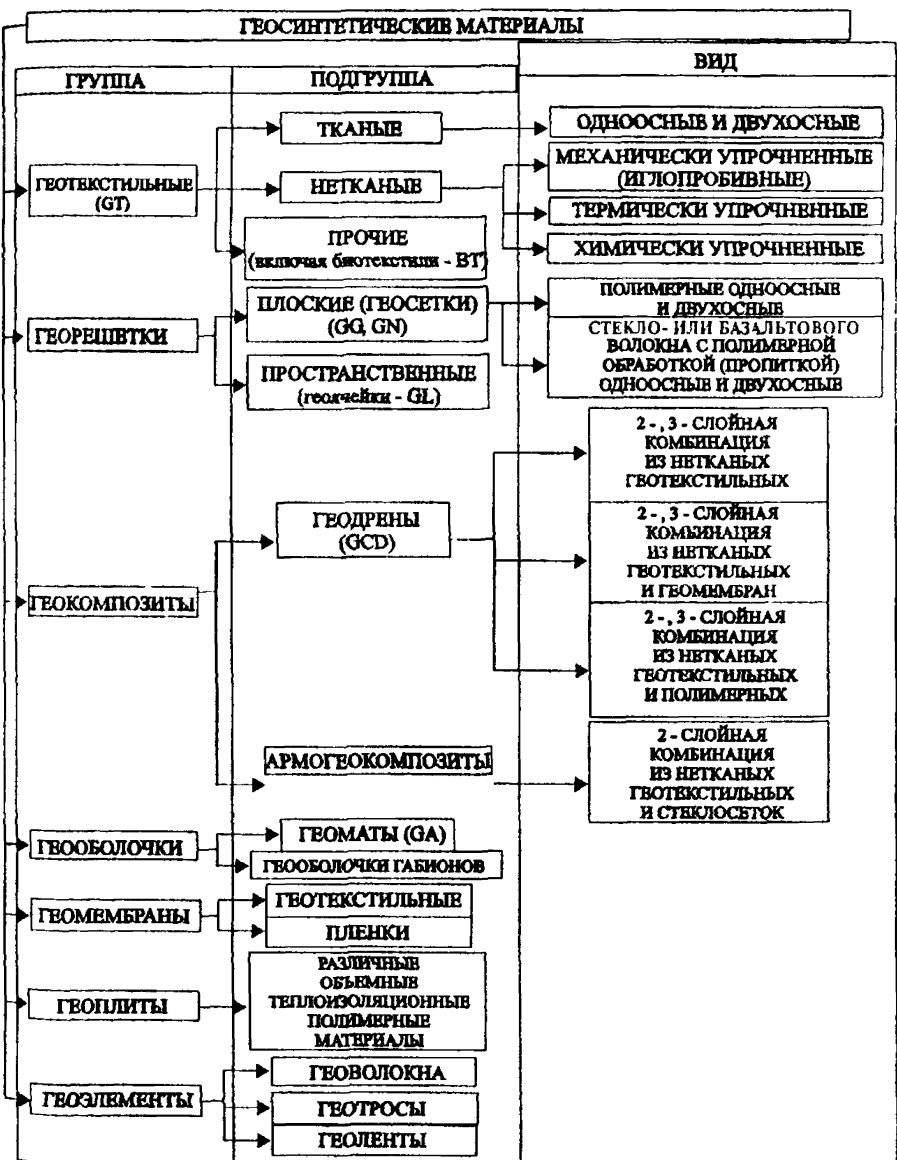 ГЕОСИНТЕТИЧЕСКИЕ МАТЕРИАЛЫ
ГРУППА
ПОДГРУППА
ВИД
ГЕОТЕКСТИЛЬНЫЕ
(GT)
ТКАНЫЕ
ОДНООСНЫЕ И ДВУХОСНЫЕ
НЕТКАНЫЕ
МЕХАНИЧЕСКИ УПРОЧНЕННЫЕ
(ИГЛОПРОБИВНЫЕ)
ТЕРМИЧЕСКИ УПРОЧНЕННЫЕ
ХИМИЧЕСКИ УПРОЧНЕННЫЕ
ПРОЧИЕ
(включая биотекстили - BT)
ГЕОРЕШЕТКИ
ПЛОСКИЕ (ГЕОСЕТКИ)
(GG, GN)
ПОЛИМЕРНЫЕ ОДНООСНЫЕ
И ДВУХОСНЫЕ
СТЕКЛО- ИЛИ БАЗАЛЬТОВОГО
ВОЛОКНА С ПОЛИМЕРНОЙ
ОБРАБОТКОЙ (ПРОПИТКОЙ)
ОДНООСНЫЕ И ДВУХОСНЫЕ
ПРОСТРАНСТВЕННЫЕ
(геоячейки - GL)
ГЕОКОМПОЗИТЫ
ГЕОДРЕНЫ
(GCD)
2 - , 3 - СЛОЙНАЯ
КОМБИНАЦИЯ
ИЗ НЕТКАНЫХ
ГЕОТЕКСТИЛЬНЫХ
2 - , 3 - СЛОЙНАЯ
КОМБИНАЦИЯ
ИЗ НЕТКАНЫХ
ГЕОТЕКСТИЛЬНЫХ
И ГЕОМЕМБРАН
2 - , 3 - СЛОЙНАЯ
КОМБИНАЦИЯ
ИЗ НЕТКАНЫХ
ГЕОТЕКСТИЛЬНЫХ
И ПОЛИМЕРНЫХ
АРМОГЕОКОМПОЗИТЫ
2 - СЛОЙНАЯ
КОМБИНАЦИЯ
ИЗ НЕТКАНЫХ
ГЕОТЕКСТИЛЬНЫХ
И СТЕКЛОСЕТОК
ГЕООБОЛОЧКИ
ГЕОМАТЫ (GA)
ГЕООБОЛОЧКИ ГАБИОНОВ
ГЕОМЕМБРАНЫ
ГЕОТЕКСТИЛЬНЫЕ
ПЛЕНКИ
ГЕОПЛИТЫ
РАЗЛИЧНЫЕ
ОБЪЕМНЫЕ
ТЕПЛОИЗОЛЯЦИОННЫЕ
ПОЛИМЕРНЫЕ
МАТЕРИАЛЫ
ГЕОЭЛЕМЕНТЫ
ГЕОВОЛОКНА
ГЕОТРОСЫ
ГЕОЛЕНТЫ